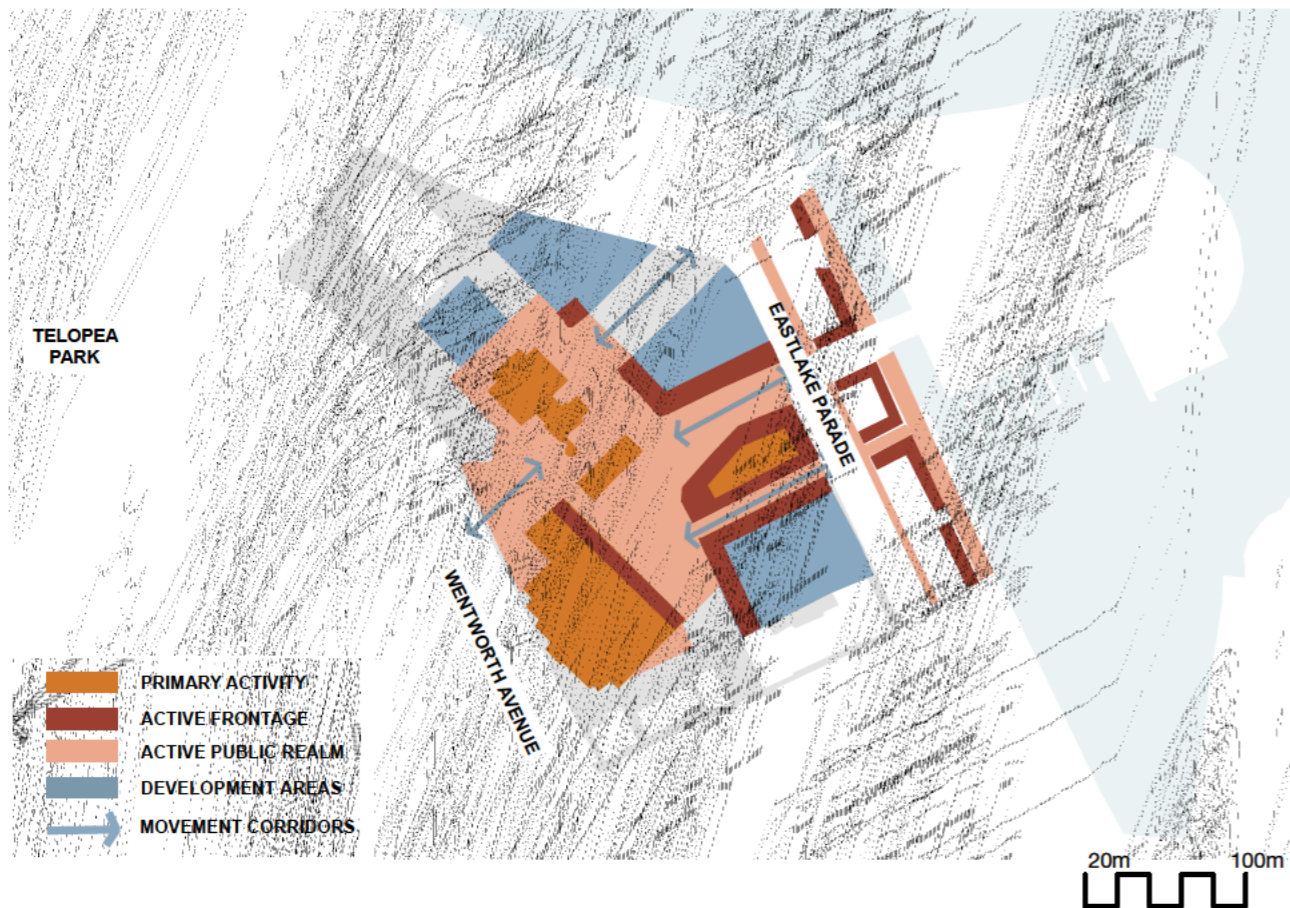 TELOPEA
PARK
EASTLAKE PARADE
WENTWORTH AVENUE
PRIMARY ACTIVITY
ACTIVE FRONTAGE
ACTIVE PUBLIC REALM
DEVELOPMENT AREAS
MOVEMENT CORRIDORS
20m 100m